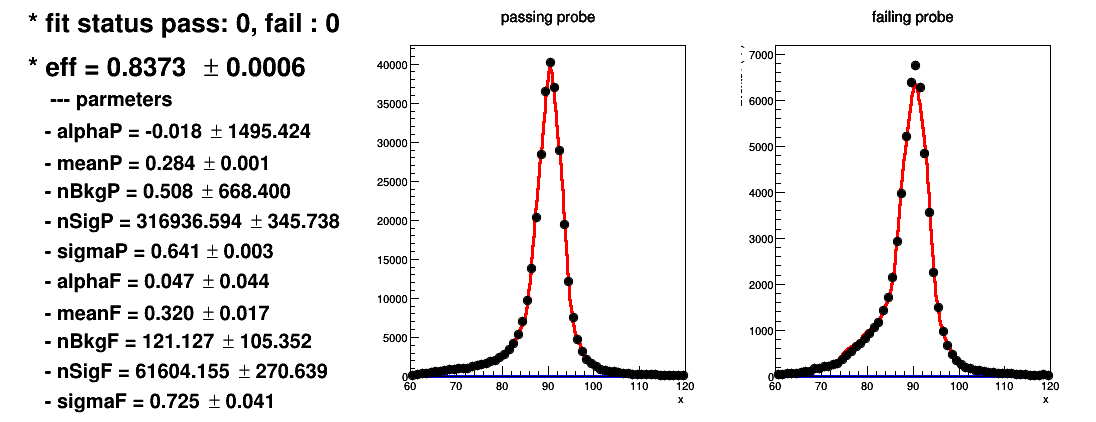 * fit status pass: 0, fail : 0
* eff = 0.8373 ± 0.0006
--- parmeters
- alphaP = -0.018 ± 1495.424
- meanP = 0.284 ± 0.001
- nBkgP = 0.508 ± 668.400
- nSigP = 316936.594 ± 345.738
- sigmaP = 0.641 ± 0.003
- alphaF = 0.047 ± 0.044
- meanF = 0.320 ± 0.017
- nBkgF = 121.127 ± 105.352
- nSigF = 61604.155 ± 270.639
- sigmaF = 0.725 ± 0.041
passing probe
40000
35000
30000
25000
20000
15000
10000
5000
0
60 70 80 90 100 110 120
x
failing probe
7000
6000
5000
4000
3000
2000
1000
0
60 70 80 90 100 110 120
x